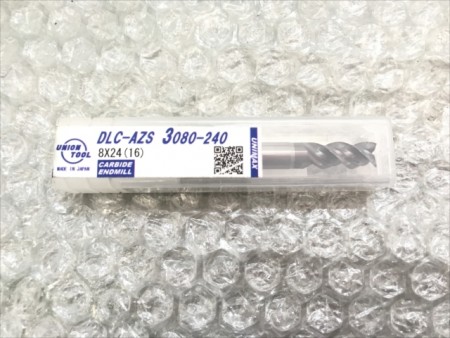 UNION
TOOL
MADE IN JAPAN
DLC-AZS 3080-240
8X24(16)
CARBIDE
ENDMILL
UNIMAX